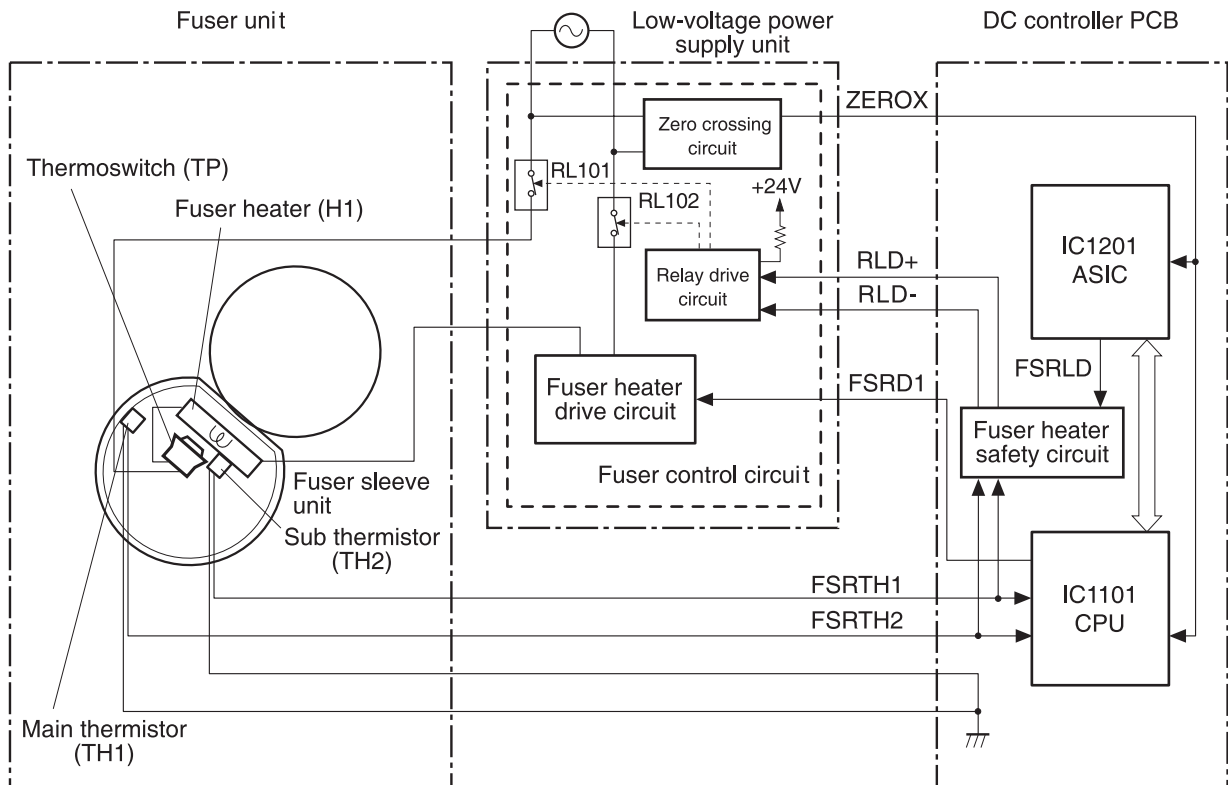 Fuser unit
Low-voltage power
supply unit
DC controller PCB
ZEROX
Zero crossing
circuit
Thermoswitch (TP)
RL101
+24V
Fuser heater (H1)
RL102
IC1201
ASIC
RLD+
Relay drive
circuit
RLD-
FSRLD
Fuser heater
drive circuit
FSRD1
Fuser heater
safety circuit
Fuser control circuit
Fuser sleeve
unit
Sub thermistor
(TH2)
FSRTH1
IC1101
CPU
FSRTH2
Main thermistor
(TH1)